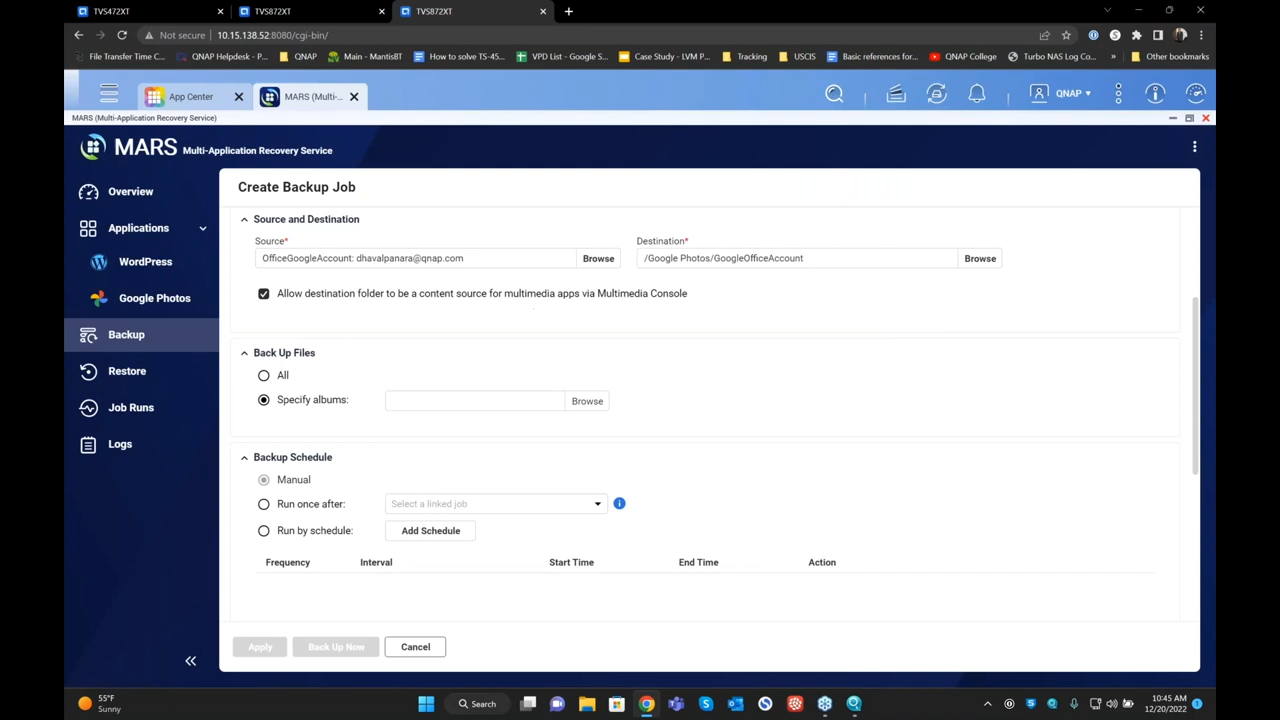 TVS472XT
TVS872XT
TVS872XT
Not secure 10.15.138.52:8080/cgi-bin/
File Transfer Time C... QNAP Helpdesk - P... QNAP Main - MantisBT How to solve TS-45... VPD List - Google S... Case Study - LVM P... Tracking USCIS Basic references for... QNAP College Turbo NAS Log Co... » Other bookmarks
App Center MARS (Multi-... QNAP
MARS (Multi-Application Recovery Service)
MARS Multi-Application Recovery Service
Overview
Applications
WordPress
Google Photos
Backup
Restore
Job Runs
Logs
Create Backup Job
Source and Destination
Source* Destination*
OfficeGoogleAccount: dhavalpanara@qnap.com Browse /Google Photos/GoogleOfficeAccount Browse
Allow destination folder to be a content source for multimedia apps via Multimedia Console
Back Up Files
All
Specify albums: Browse
Backup Schedule
Manual
Run once after: Select a linked job
Run by schedule: Add Schedule
Frequency Interval Start Time End Time Action
Apply Back Up Now Cancel
55°F
Sunny
Search
10:45 AM
12/20/2022
1